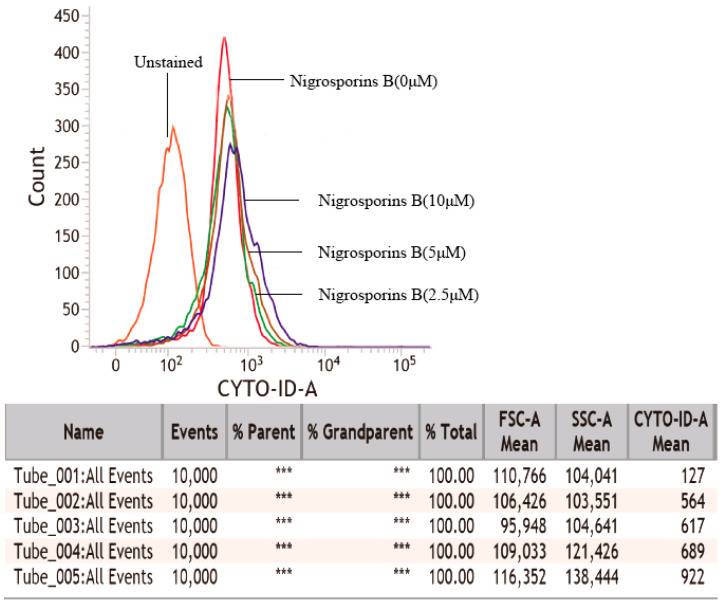 450
400
350
300
250
200
150
100
50
0
Count
Unstained
Nigrosporins B(0μM)
Nigrosporins B(10μM)
Nigrosporins B(5μM)
Nigrosporins B(2.5μM)
0 10² 10³ 10⁴ 10⁵
CYTO-ID-A
Name Events % Parent % Grandparent % Total FSC-A Mean SSC-A Mean CYTO-ID-A Mean
Tube_001:All Events 10,000 *** *** 100.00 110,766 104,041 127
Tube_002:All Events 10,000 *** *** 100.00 106,426 103,551 564
Tube_003:All Events 10,000 *** *** 100.00 95,948 104,641 617
Tube_004:All Events 10,000 *** *** 100.00 109,033 121,426 689
Tube_005:All Events 10,000 *** *** 100.00 116,352 138,444 922